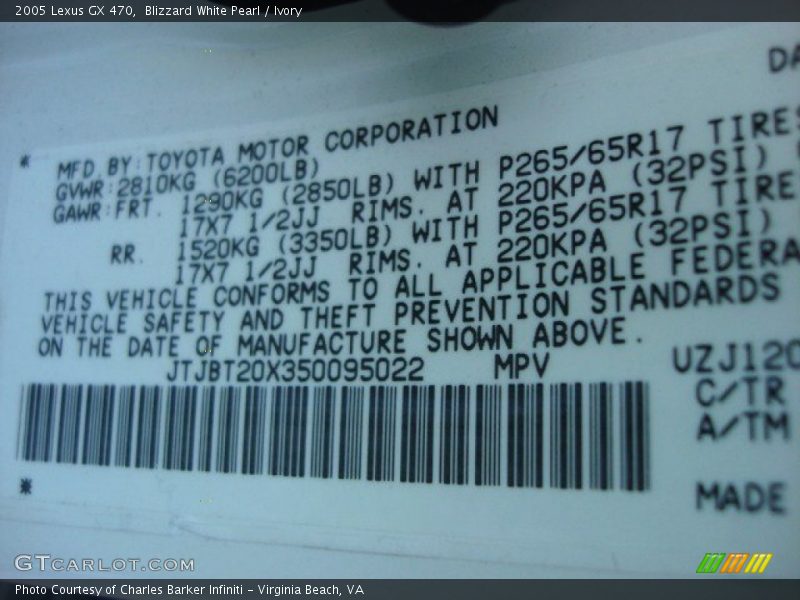 2005 Lexus GX 470,  Blizzard White Pearl / Ivory
DA
* MFD BY:TOYOTA MOTOR CORPORATION
GVWR:2810KG (6200LB)
GAWR:FRT. 1290KG (2850LB) WITH P265/65R17 TIRES
17X7 1/2JJ RIMS. AT 220KPA (32PSI)
RR. 1520KG (3350LB) WITH P265/65R17 TIRE
17X7 1/2JJ RIMS. AT 220KPA (32PSI)
THIS VEHICLE CONFORMS TO ALL APPLICABLE FEDERA
VEHICLE SAFETY AND THEFT PREVENTION STANDARDS
ON THE DATE OF MANUFACTURE SHOWN ABOVE.
JTJBT20X350095022 MPV UZJ120
C/TR
A/TM
*
MADE
GTCARLOT.COM
Photo Courtesy of Charles Barker Infiniti - Virginia Beach, VA